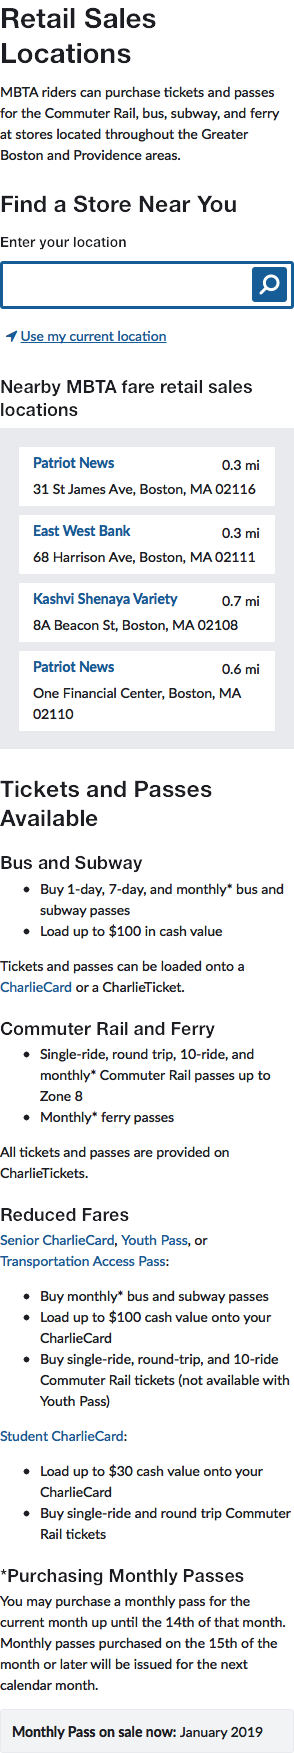 Retail Sales
Locations
MBTA riders can purchase tickets and passes
for the Commuter Rail, bus, subway, and ferry
at stores located throughout the Greater
Boston and Providence areas.
Find a Store Near You
Enter your location
Use my current location
Nearby MBTA fare retail sales
locations
Patriot News 0.3 mi
31 St James Ave, Boston, MA 02116
East West Bank 0.3 mi
68 Harrison Ave, Boston, MA 02111
Kashvi Shenaya Variety 0.7 mi
8A Beacon St, Boston, MA 02108
Patriot News 0.6 mi
One Financial Center, Boston, MA
02110
Tickets and Passes
Available
Bus and Subway
• Buy 1-day, 7-day, and monthly* bus and
subway passes
• Load up to $100 in cash value
Tickets and passes can be loaded onto a
CharlieCard or a CharlieTicket.
Commuter Rail and Ferry
• Single-ride, round trip, 10-ride, and
monthly* Commuter Rail passes up to
Zone 8
• Monthly* ferry passes
All tickets and passes are provided on
CharlieTickets.
Reduced Fares
Senior CharlieCard, Youth Pass, or
Transportation Access Pass:
• Buy monthly* bus and subway passes
• Load up to $100 cash value onto your
CharlieCard
• Buy single-ride, round-trip, and 10-ride
Commuter Rail tickets (not available with
Youth Pass)
Student CharlieCard:
• Load up to $30 cash value onto your
CharlieCard
• Buy single-ride and round trip Commuter
Rail tickets
*Purchasing Monthly Passes
You may purchase a monthly pass for the
current month up until the 14th of that month.
Monthly passes purchased on the 15th of the
month or later will be issued for the next
calendar month.
Monthly Pass on sale now: January 2019